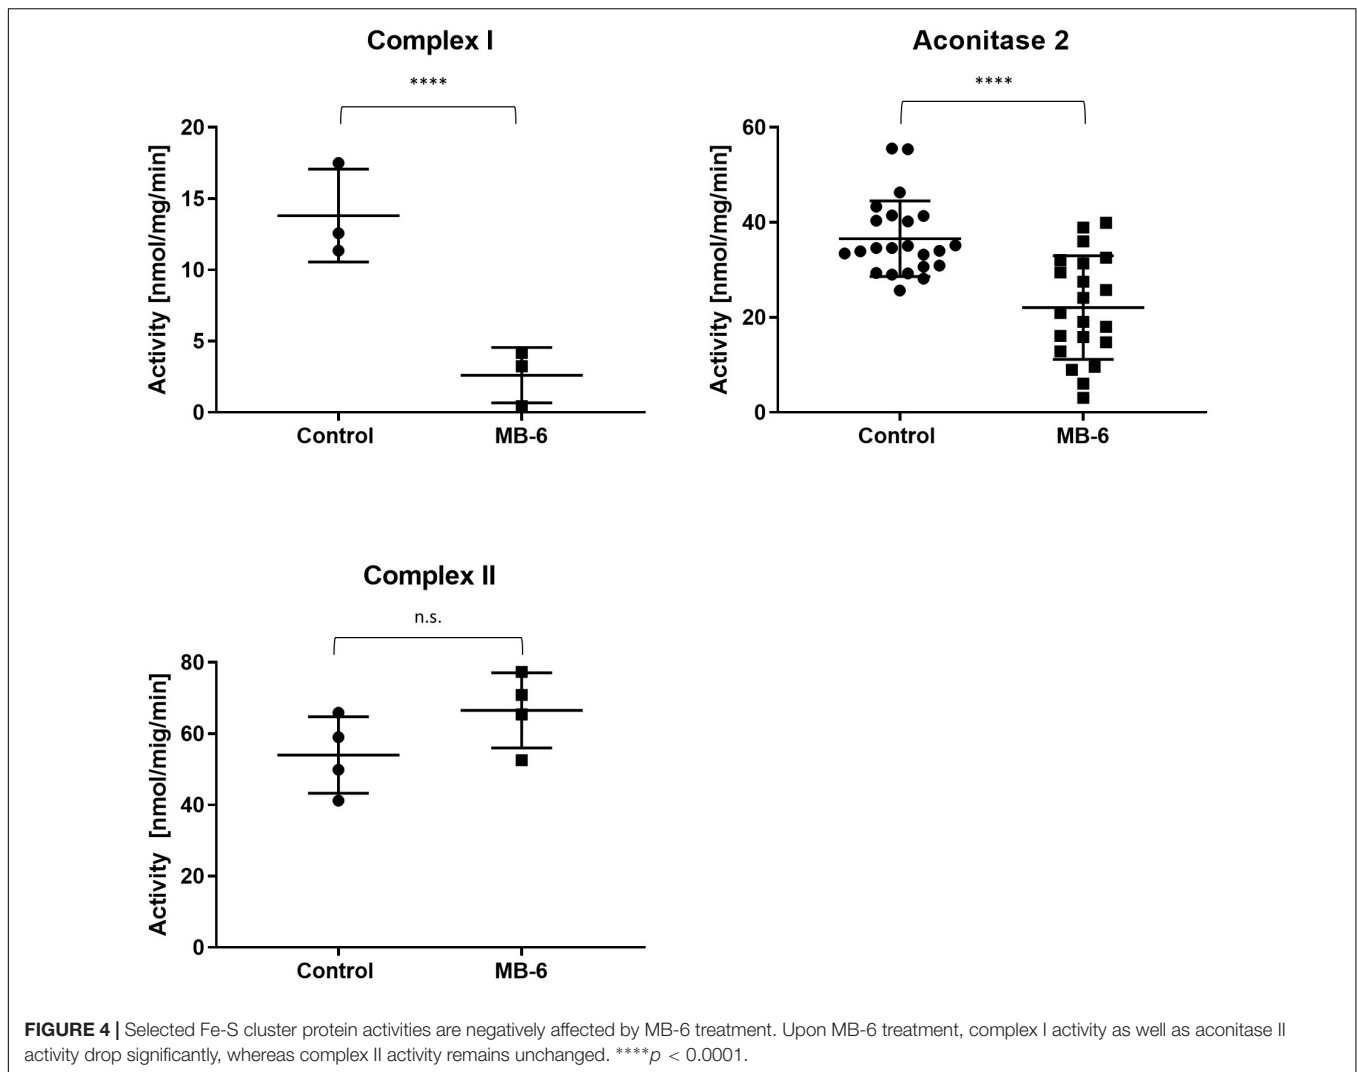 Complex I
****
Activity [nmol/mg/min]
20
15
10
5
0
Control
MB-6
Aconitase 2
****
Activity [nmol/mg/min]
60
40
20
0
Control
MB-6
Complex II
n.s.
Activity [nmol/mig/min]
80
60
40
20
0
Control
MB-6
FIGURE 4 | Selected Fe-S cluster protein activities are negatively affected by MB-6 treatment. Upon MB-6 treatment, complex I activity as well as aconitase II
activity drop significantly, whereas complex II activity remains unchanged. ****p < 0.0001.